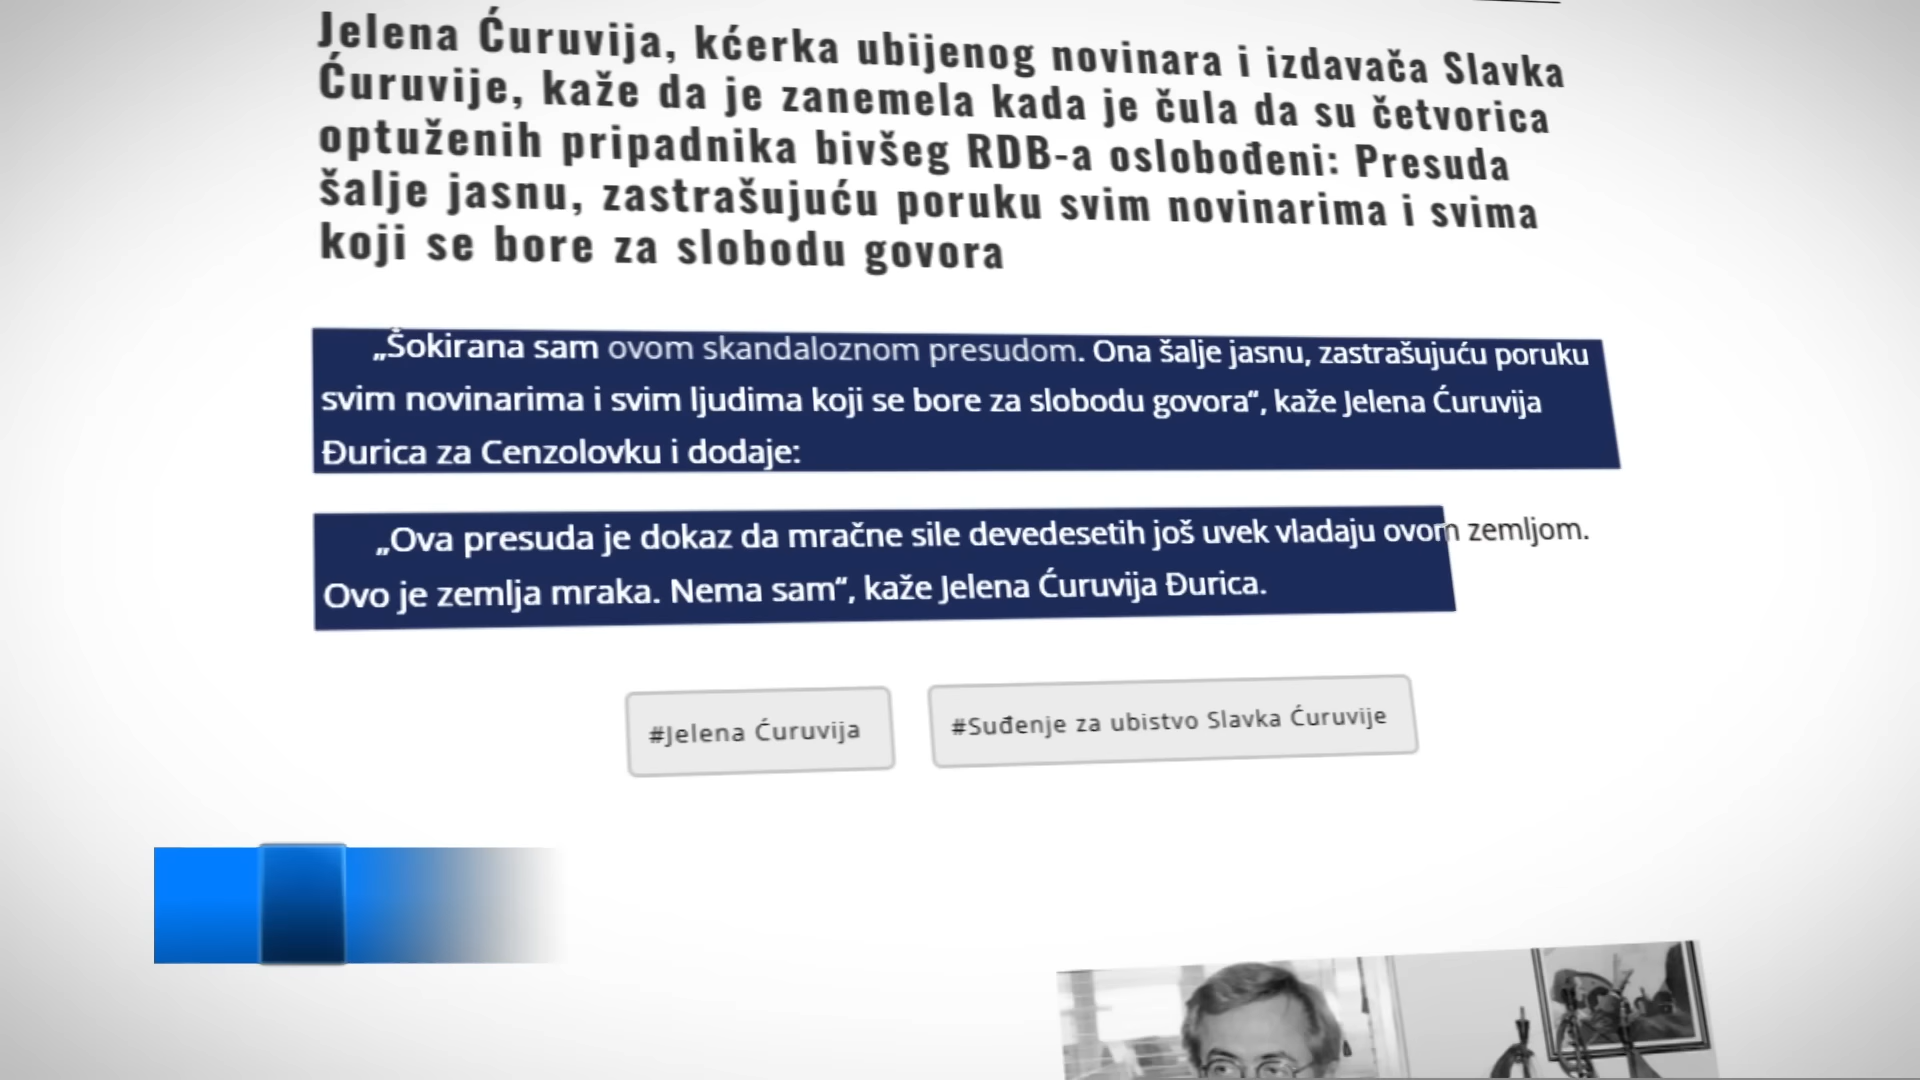 Jelena Ćuruvija, kćerka ubijenog novinara i izdavača Slavka
Ćuruvije, kaže da je zanemela kada je čula da su četvorica
optuženih pripadnika bivšeg RDB-a oslobođeni: Presuda
šalje jasnu, zastrašujuću poruku svim novinarima i svima
koji se bore za slobodu govora
„Šokirana sam ovom skandaloznom presudom. Ona šalje jasnu, zastrašujuću poruku
svim novinarima i svim ljudima koji se bore za slobodu govora“, kaže Jelena Ćuruvija
Đurica za Cenzolovku i dodaje:
„Ova presuda je dokaz da mračne sile devedesetih još uvek vladaju ovom zemljom.
Ovo je zemlja mraka. Nema sam“, kaže Jelena Ćuruvija Đurica.
#Jelena Ćuruvija
#Suđenje za ubistvo Slavka Ćuruvije